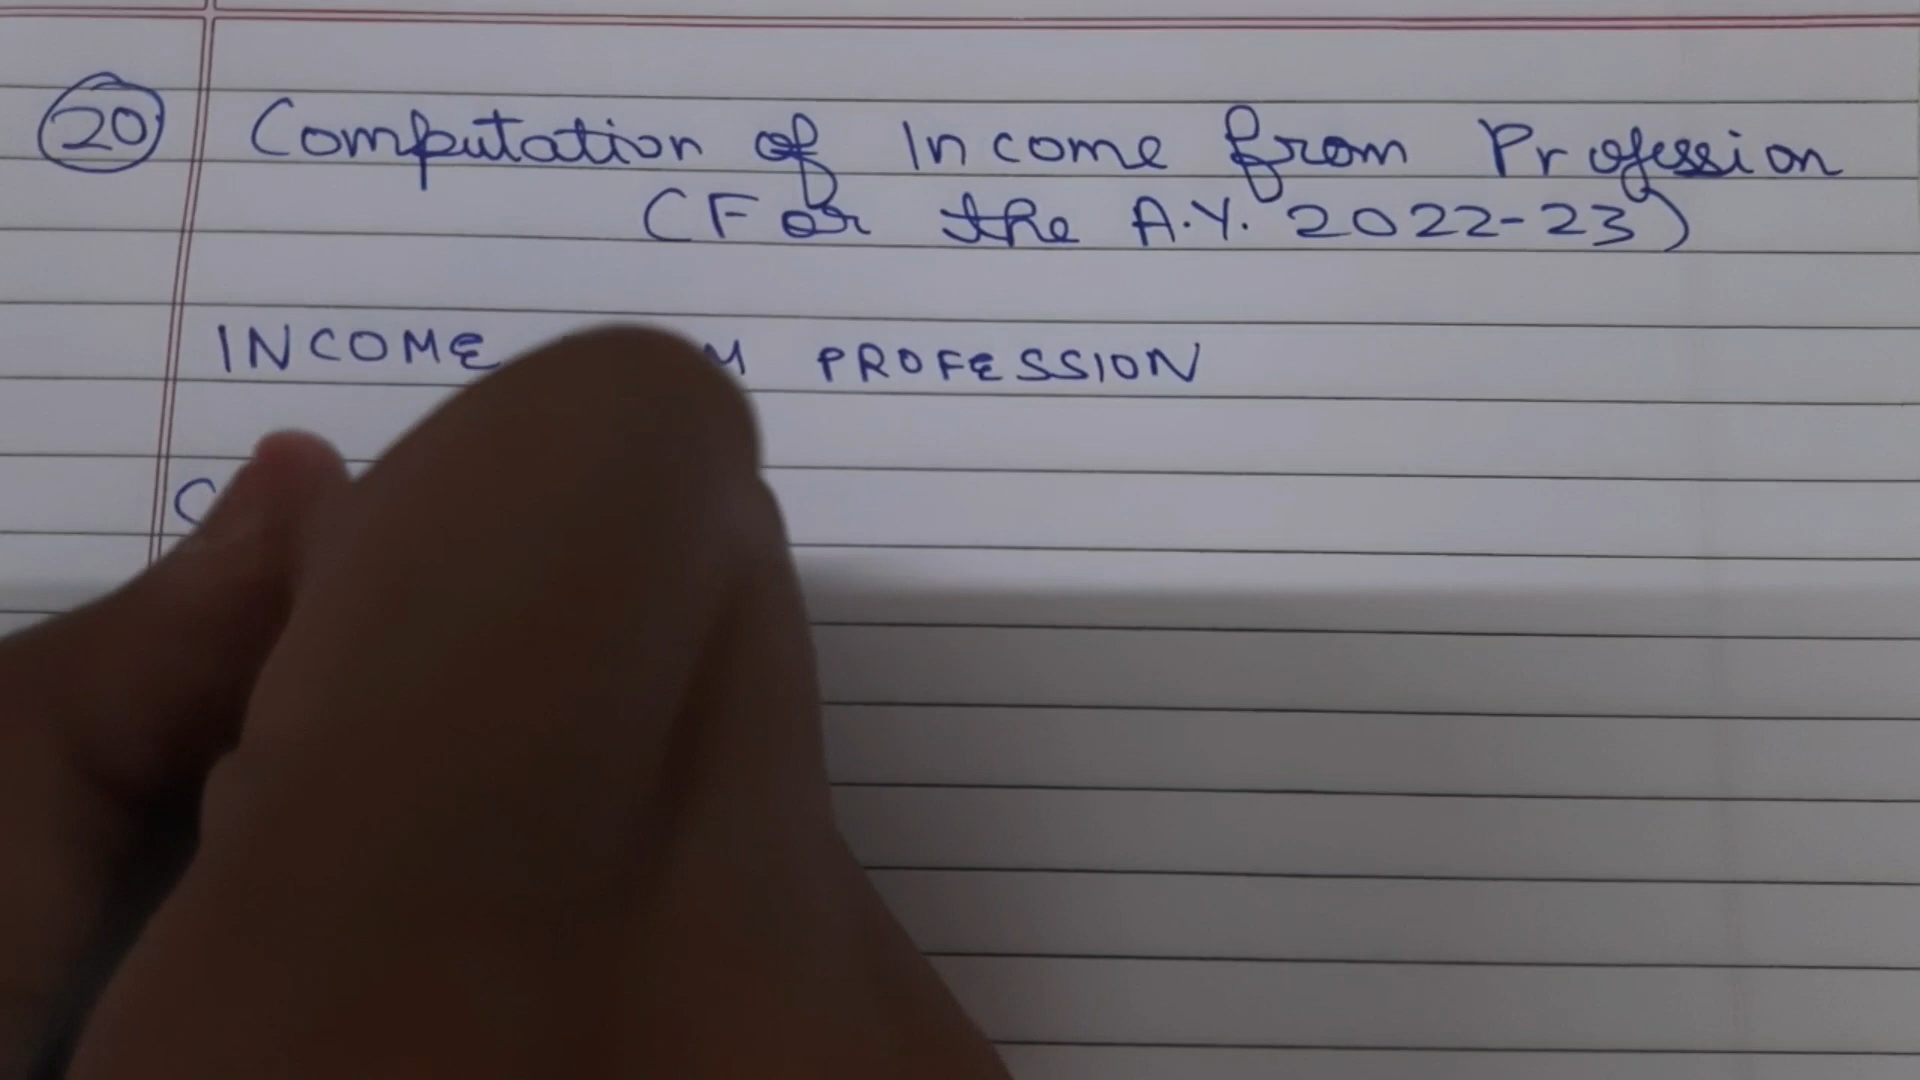 20 Computation of Income from Profession
(For the A.Y. 2022-23)
INCOME PROFESSION